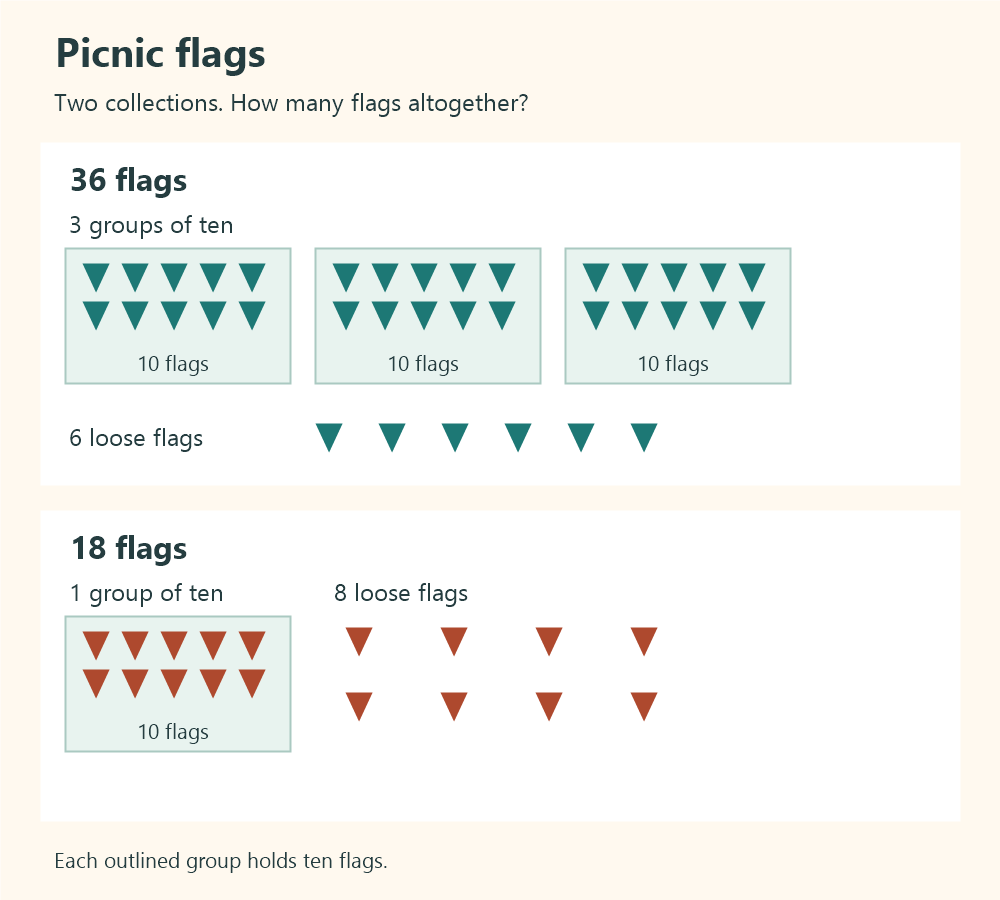 Picnic flags
Two collections. How many flags altogether?
36 flags
3 groups of ten
10 flags
10 flags
10 flags
6 loose flags
18 flags
1 group of ten
8 loose flags
10 flags
Each outlined group holds ten flags.